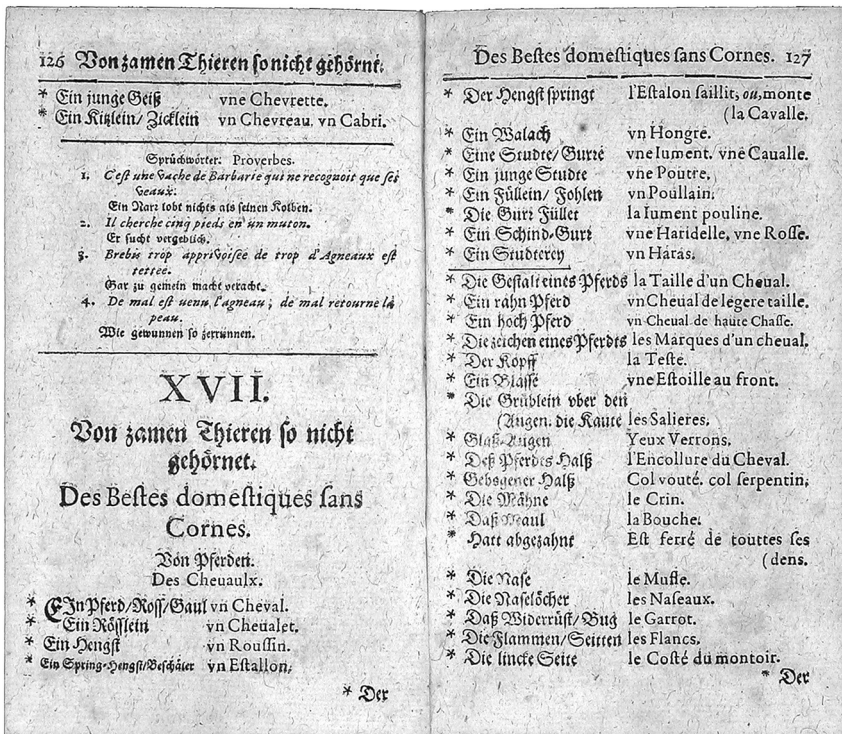 126 Von zamen Thieren so nicht gehörnt.
* Ein junge Geiß vne Chevrette.
* Ein Kitzlein/ Zicklein vn Chevreau, vn Cabri.
Sprüchwörter: Proverbes.
1. C'est une vache de Barbarie qui ne recognoit que ses
veaux.
Ein Narr lobt nichts als seinen Kolben.
2. Il cherche cinq pieds en un muton.
Er sucht vergeblich.
3. Brebis trop apprivoisée de trop d'Agneaux est
tettée.
Gar zu gemein macht veracht.
4. De mal est uenu l'agneau; de mal retourne la
peau.
Wie gewunnen so zerrunnen.
XVII.
Von zamen Thieren so nicht
gehörnet.
Des Bestes domestiques sans
Cornes.
Von Pferden.
Des Cheuaulx.
* EIn Pferd/Ross/Gaul vn Cheval.
* Ein Rösslein vn Cheualet.
* Ein Hengst vn Roussin.
* Ein Spring-Hengst/Beschäler vn Estallon.
* Der
Des Bestes domestiques sans Cornes. 127
* Der Hengst springt l'Estalon saillit, ou, monte
(la Cavalle.
* Ein Walach vn Hongre.
* Eine Studte/Gurre vne Iument. vne Caualle.
* Ein junge Studte vne Poutre.
* Ein Füllein/ Fohlen vn Poullain.
* Die Gurr Füllet la Iument pouline.
* Ein Schind-Gurr vne Haridelle, vne Rosse.
* Ein Studterey vn Haras.
* Die Gestalt eines Pferds la Taille d'un Cheual.
* Ein rahn Pferd vn Cheual de legere taille.
* Ein hoch Pferd vn Cheual de haute Chasse.
* Die zeichen eines Pferdts les Marques d'un cheual.
* Der Kopff la Teste.
* Ein Blasse vne Estoille au front.
* Die Grüblein vber den
(Augen, die Kaute les Salieres.
* Glaß-Augen Yeux Verrons.
* Deß Pferdes Halß l'Encollure du Cheval.
* Gebogener Halß Col vouté, col serpentin.
* Die Mähne le Crin.
* Daß Maul la Bouche.
* Hatt abgezahnt Est ferré de touttes ses
(dens.
* Die Nase le Mufle.
* Die Naselöcher les Naseaux.
* Daß Widerrüst/ Bug le Garrot.
* Die Flammen/Seitten les Flancs.
* Die lincke Seite le Costé du montoir.
* Der